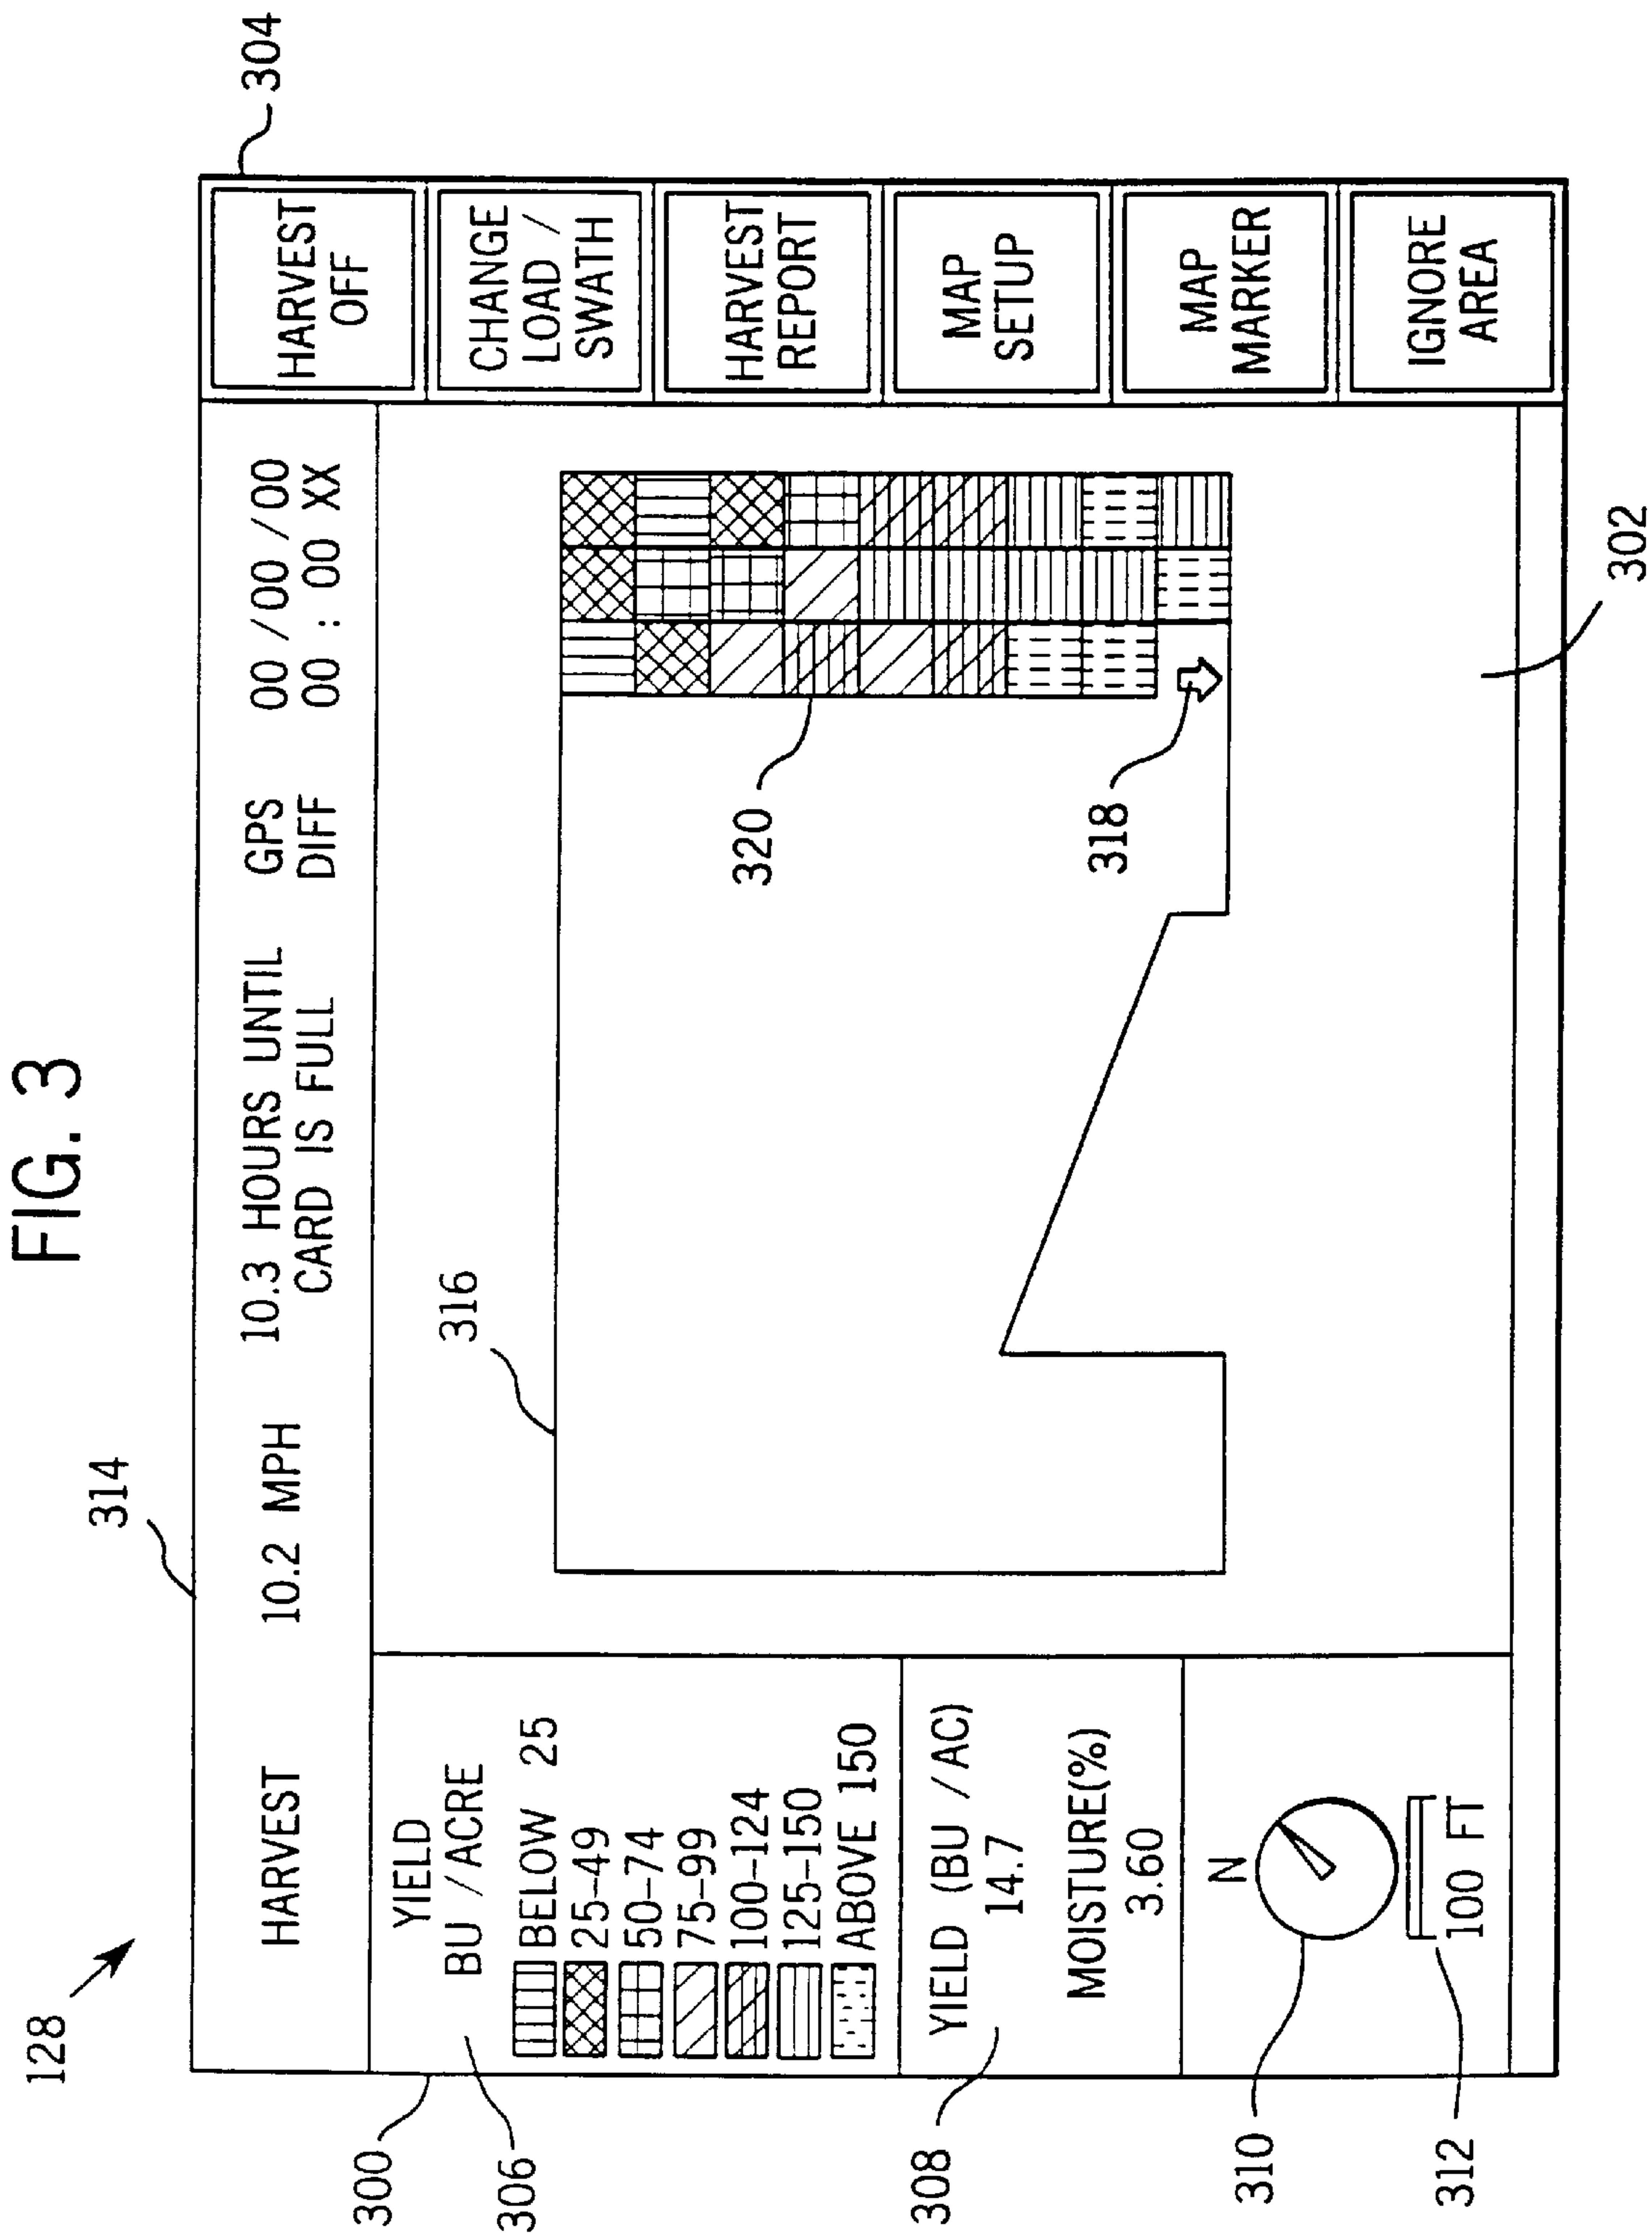 FIG. 3
128
314
304
HARVEST
10.2 MPH
10.3 HOURS UNTIL
CARD IS FULL
GPS
DIFF
00 / 00 / 00
00 : 00 XX
HARVEST
OFF
CHANGE
LOAD /
SWATH
HARVEST
REPORT
MAP
SETUP
MAP
MARKER
IGNORE
AREA
300
306
YIELD
BU / ACRE
BELOW 25
25-49
50-74
75-99
100-124
125-150
ABOVE 150
316
320
318
308
YIELD (BU / AC)
14.7
MOISTURE(%)
3.60
310
N
312
100 FT
302